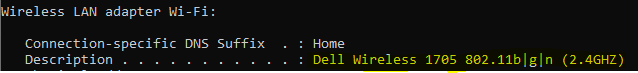 Wireless LAN adapter Wi-Fi:
Connection-specific DNS Suffix  . : Home
Description . . . . . . . . . . . : Dell Wireless 1705 802.11b|g|n (2.4GHZ)